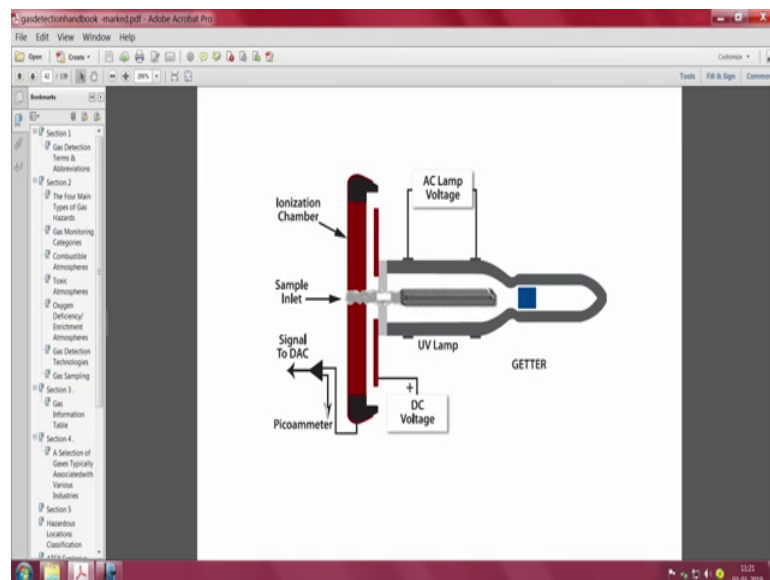 gasdetectionhandbook -marked.pdf - Adobe Acrobat Pro
File Edit View Window Help
Open Create Customize
42 / 139 200% Tools Fill & Sign Commen
Bookmarks
Section 1
Gas Detection
Terms &
Abbreviations
Section 2
The Four Main
Types of Gas
Hazards
Gas Monitoring
Categories
Combustible
Atmospheres
Toxic
Atmospheres
Oxygen
Deficiency/
Enrichment
Atmospheres
Gas Detection
Technologies
Gas Sampling
Section 3 .
Gas
Information
Table
Section 4 .
A Selection of
Gases Typically
Associatedwith
Various
Industries
Section 5
Hazardous
Locations
Classification
AC Lamp
Voltage
Ionization
Chamber
Sample
Inlet
Signal
To DAC
UV Lamp
GETTER
+
DC
Voltage
Picoammeter
11:21